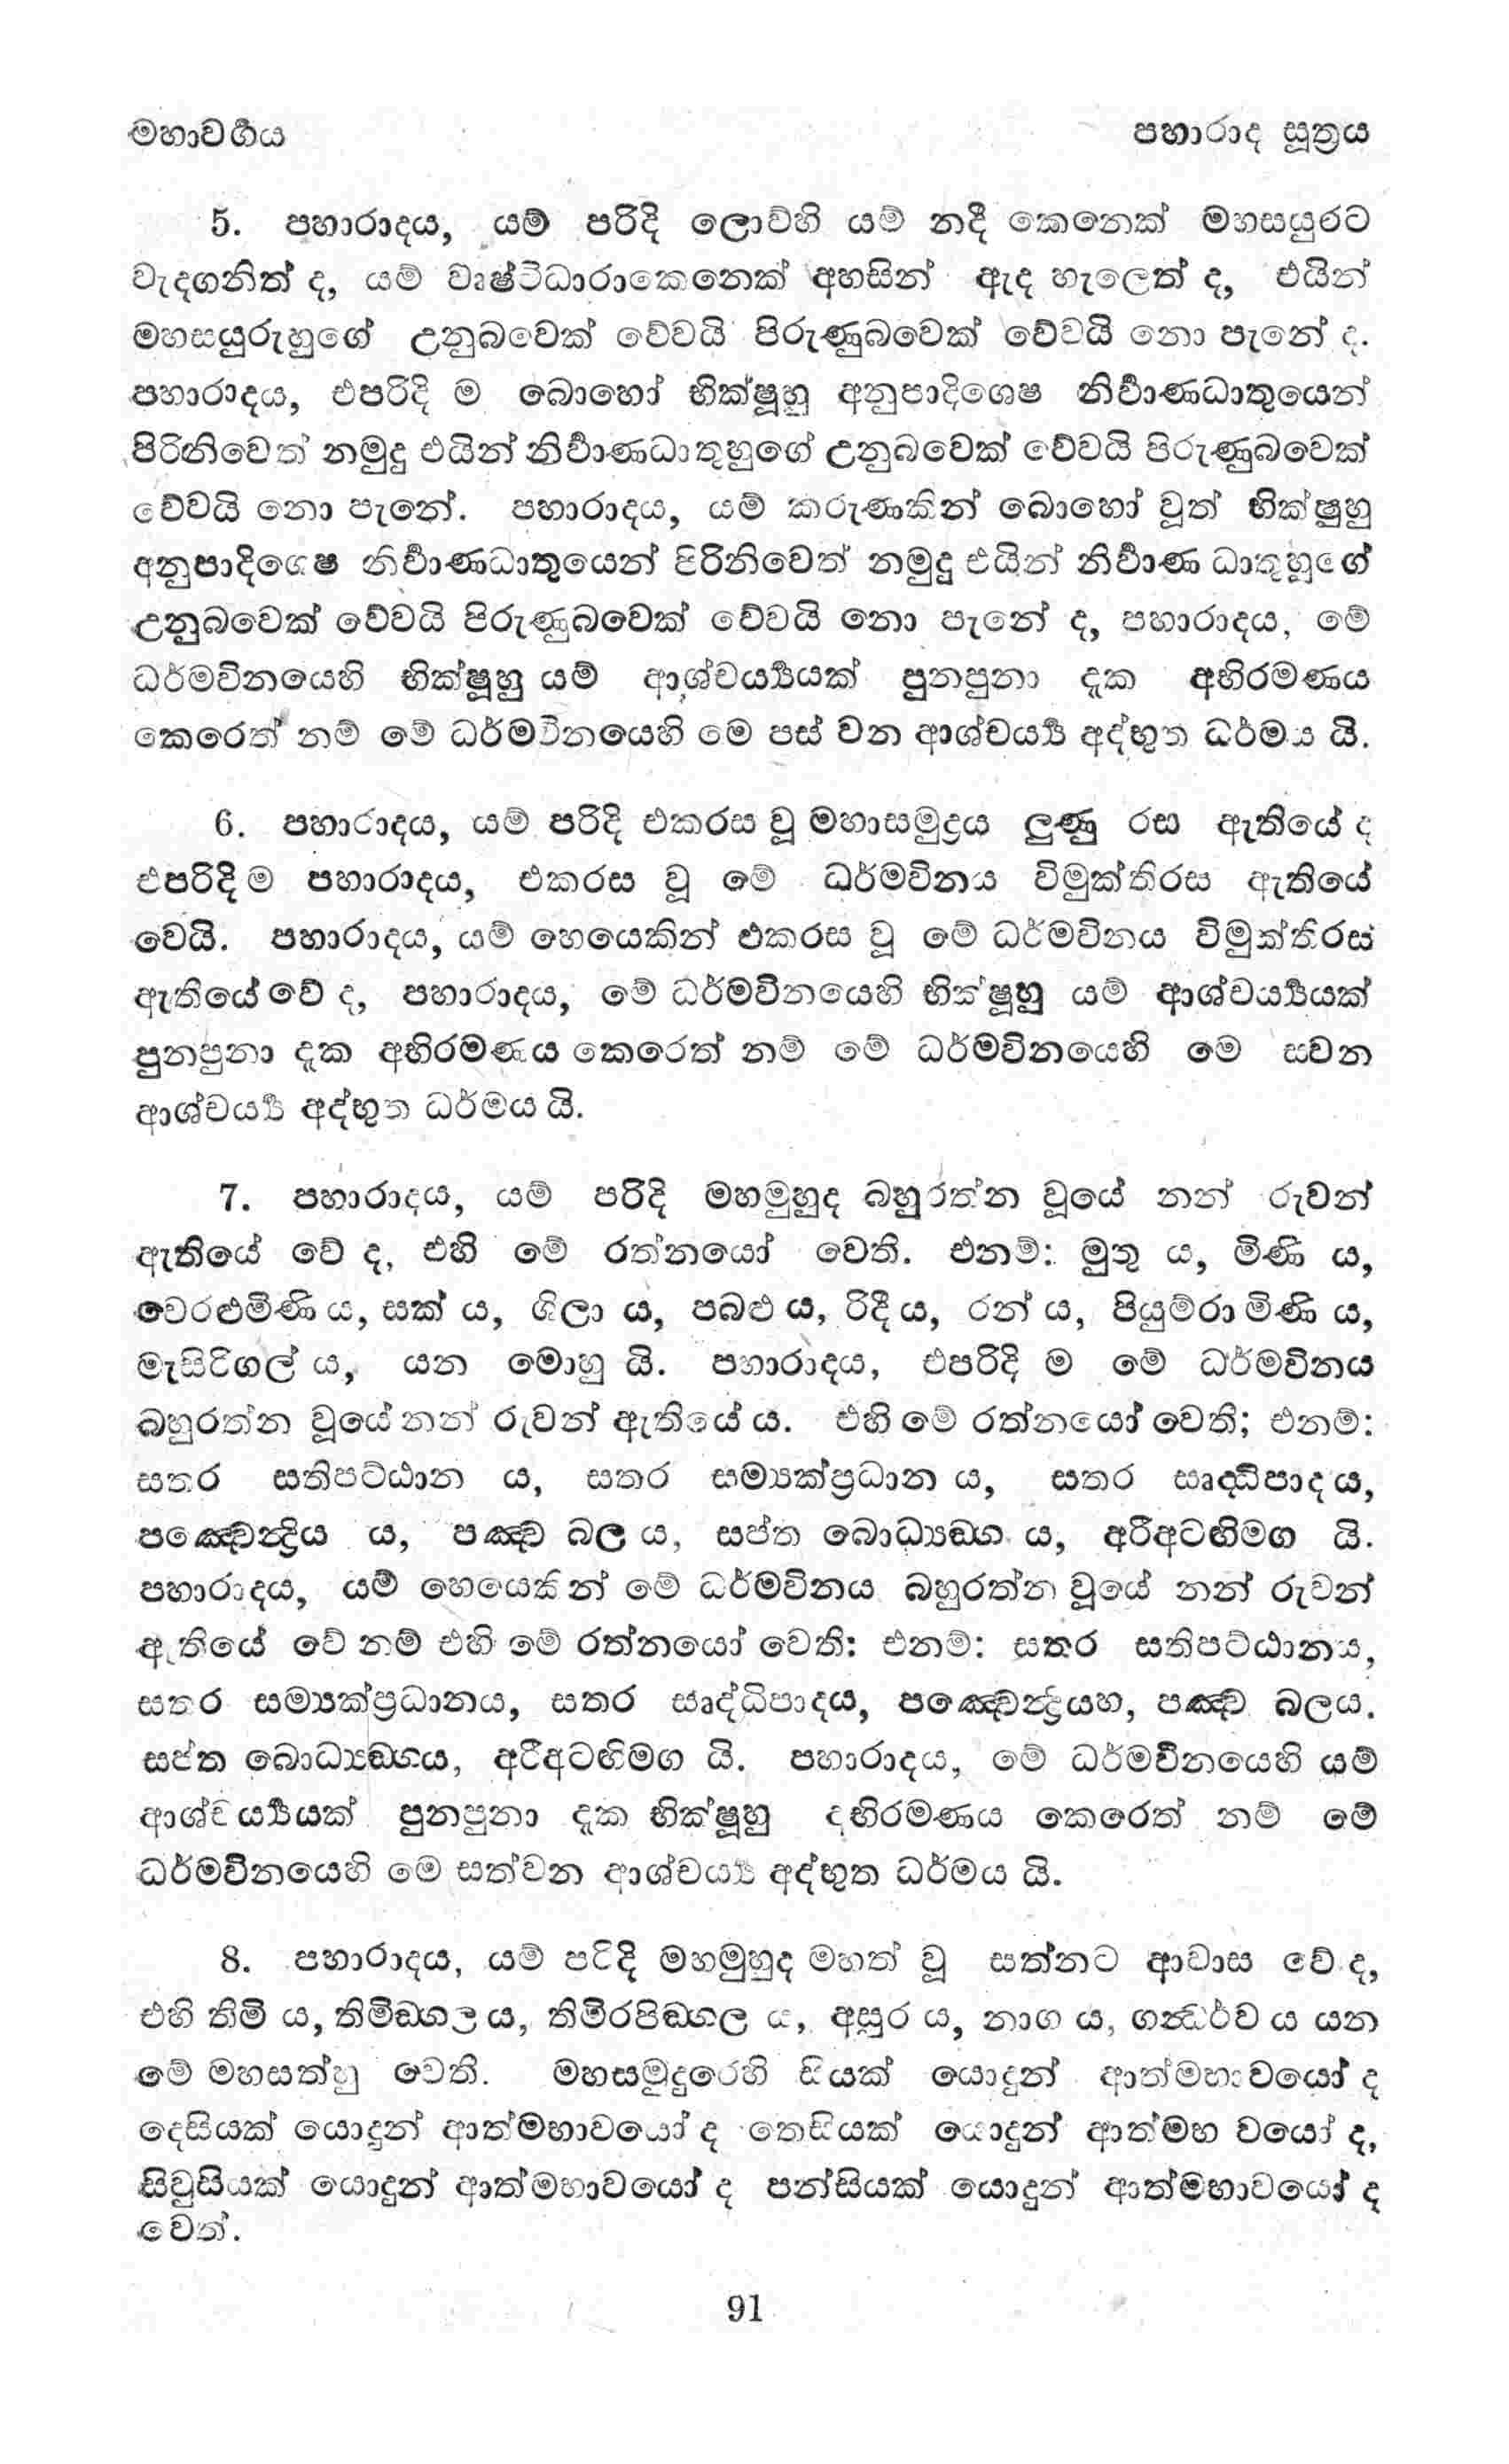 මහාවර්‍ගය පහාරාද සූත්‍රය
5. පහාරාදය, යම් පරිදි ලොව්හි යම් නදී කෙනෙක් මහසයුරට
වැදගනිත් ද, යම් වෘෂ්ටිධාරාකෙනෙක් අහසින් ඇද හැලෙත් ද, එයින්
මහසයුරුහුගේ උනුබවෙක් වේවයි පිරුණුබවෙක් වේවයි නො පැනේ ද.
පහාරාදය, එපරිදි ම බොහෝ භික්ෂූහු අනුපාදිශෙෂ නිර්‍වාණධාතුයෙන්
පිරිනිවෙත් නමුදු එයින් නිර්‍වාණධාතුහුගේ උනුබවෙක් වේවයි පිරුණුබවෙක්
වේවයි නො පැනේ. පහාරාදය, යම් කරුණකින් බොහෝ වූත් භික්ෂුහු
අනුපාදිශෙෂ නිර්‍වාණධාතුයෙන් පිරිනිවෙත් නමුදු එයින් නිර්‍වාණ ධාතුහුගේ
උනුබවෙක් වේවයි පිරුණුබවෙක් වේවයි නො පැනේ ද, පහාරාදය, මේ
ධර්මවිනයෙහි භික්ෂූහු යම් ආශ්චර්‍ය්‍යයක් පුනපුනා දැක අභිරමණය
කෙරෙත් නම් මේ ධර්මවිනයෙහි මෙ පස් වන ආශ්චර්‍ය්‍ය අද්භුත ධර්මය යි.
6. පහාරාදය, යම් පරිදි එකරස වූ මහාසමුද්‍රය ලුණු රස ඇතියේ ද
එපරිදි ම පහාරාදය, එකරස වූ මේ ධර්මවිනය විමුක්තිරස ඇතියේ
වෙයි. පහාරාදය, යම් හෙයෙකින් එකරස වූ මේ ධර්මවිනය විමුක්තිරස
ඇතියේ වේ ද, පහාරාදය, මේ ධර්මවිනයෙහි භික්ෂූහු යම් ආශ්චර්‍ය්‍යයක්
පුනපුනා දැක අභිරමණය කෙරෙත් නම් මේ ධර්මවිනයෙහි මෙ සවන
ආශ්චර්‍ය්‍ය අද්භුත ධර්මය යි.
7. පහාරාදය, යම් පරිදි මහමුහුද බහුරත්න වූයේ නන් රුවන්
ඇතියේ වේ ද, එහි මේ රත්නයෝ වෙති. එනම්: මුතු ය, මිණි ය,
වෙරළුමිණි ය, සක් ය, ශිලා ය, පබළු ය, රිදී ය, රන් ය, පියුම්රා මිණි ය,
මැසිරිගල් ය, යන මොහු යි. පහාරාදය, එපරිදි ම මේ ධර්මවිනය
බහුරත්න වූයේ නන් රුවන් ඇතියේ ය. එහි මේ රත්නයෝ වෙති; එනම්:
සතර සතිපට්ඨාන ය, සතර සම්‍යක්ප්‍රධාන ය, සතර සෘද්ධිපාද ය,
පඤ්චෙන්ද්‍රිය ය, පඤ්ච බල ය, සප්ත බොධ්‍යඞ්ග ය, අරීඅටඟිමග යි.
පහාරාදය, යම් හෙයෙකින් මේ ධර්මවිනය බහුරත්න වූයේ නන් රුවන්
ඇතියේ වේ නම් එහි මේ රත්නයෝ වෙති: එනම්: සතර සතිපට්ඨානය,
සතර සම්‍යක්ප්‍රධානය, සතර සෘද්ධිපාදය, පඤ්චෙන්ද්‍රයහ, පඤ්ච බලය.
සප්ත බොධ්‍යඞ්ගය, අරීඅටඟිමග යි. පහාරාදය, මේ ධර්මවිනයෙහි යම්
ආශ්චර්‍ය්‍යයක් පුනපුනා දැක භික්ෂූහු දභිරමණය කෙරෙත් නම් මේ
ධර්මවිනයෙහි මෙ සත්වන ආශ්චර්‍ය්‍ය අද්භුත ධර්මය යි.
8. පහාරාදය, යම් පරිදි මහමුහුද මහත් වූ සත්නට ආවාස වේ ද,
එහි තිමි ය, තිමිඞ්ගල ය, තිමිරපිඞ්ගල ය, අසුර ය, නාග ය, ගන්ධර්ව ය යන
මේ මහසත්හු වෙති. මහසමුදුරෙහි සියක් යොදුන් ආත්මභාවයෝ ද
දෙසියක් යොදුන් ආත්මභාවයෝ ද තෙසියක් යොදුන් ආත්මභ වයෝ ද,
සිවුසියක් යොදුන් ආත්මභාවයෝ ද පන්සියක් යොදුන් ආත්මභාවයෝ ද
වෙත්.
91